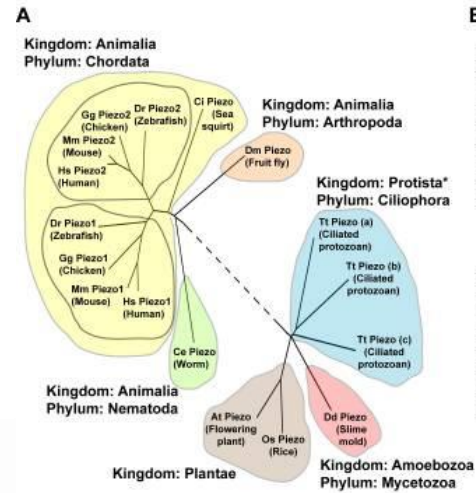 A
Kingdom: Animalia
Phylum: Chordata
Gg Piezo2
(Chicken)
Dr Piezo2
(Zebrafish)
Ci Piezo
(Sea
squirt)
Mm Piezo2
(Mouse)
Hs Piezo2
(Human)
Kingdom: Animalia
Phylum: Arthropoda
Dm Piezo
(Fruit fly)
Dr Piezo1
(Zebrafish)
Gg Piezo1
(Chicken)
Mm Piezo1
(Mouse)
Hs Piezo1
(Human)
Kingdom: Protista*
Phylum: Ciliophora
Tt Piezo (a)
(Ciliated
protozoan)
Tt Piezo (b)
(Ciliated
protozoan)
Tt Piezo (c)
(Ciliated
protozoan)
Ce Piezo
(Worm)
Kingdom: Animalia
Phylum: Nematoda
At Piezo
(Flowering
plant)
Os Piezo
(Rice)
Dd Piezo
(Slime
mold)
Kingdom: Plantae
Kingdom: Amoebozoa
Phylum: Mycetozoa